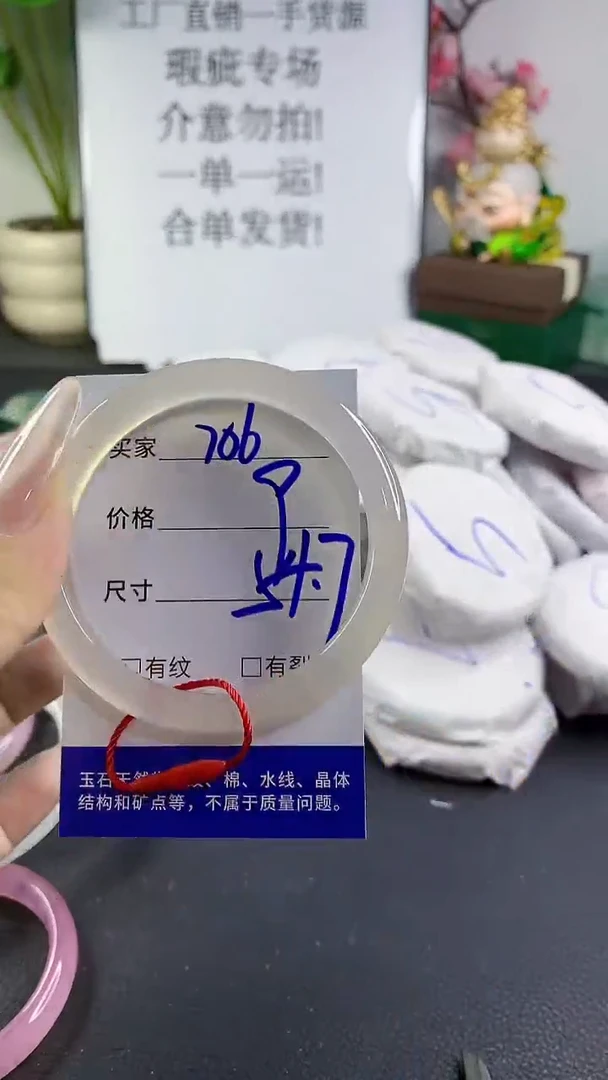 工厂直销一手货源
瑕疵专场
介意勿拍!
一单一运!
合单发货!
买家 706
价格
尺寸 54.7
□有纹 □有裂
玉石天然 、棉、水线、晶体
结构和矿点等，不属于质量问题。